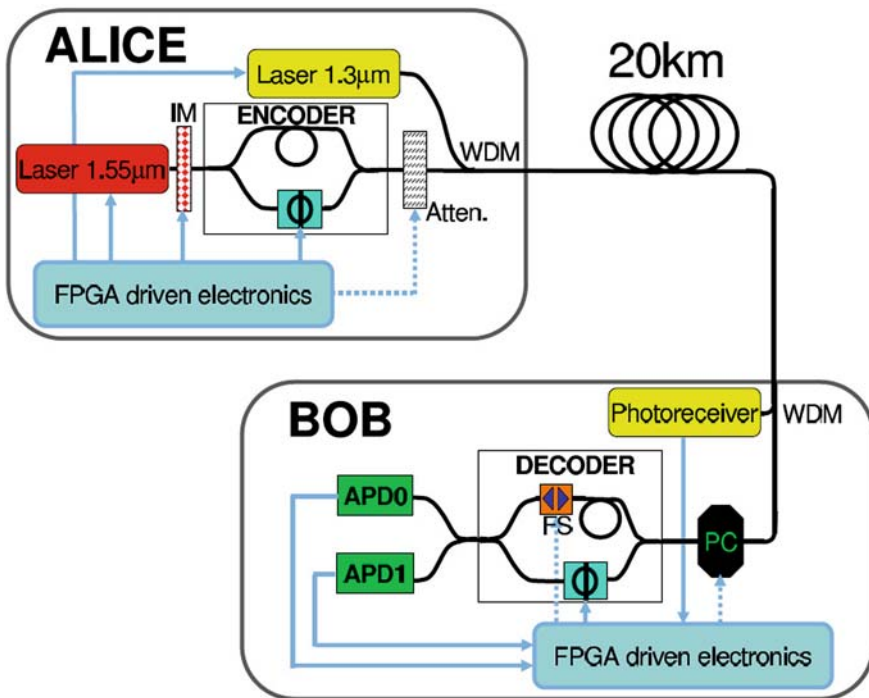 ALICE
Laser 1.3μm
20km
IM
ENCODER
WDM
Laser 1.55μm
Φ
Atten.
FPGA driven electronics
BOB
Photoreceiver
WDM
DECODER
APD0
FS
PC
APD1
Φ
FPGA driven electronics